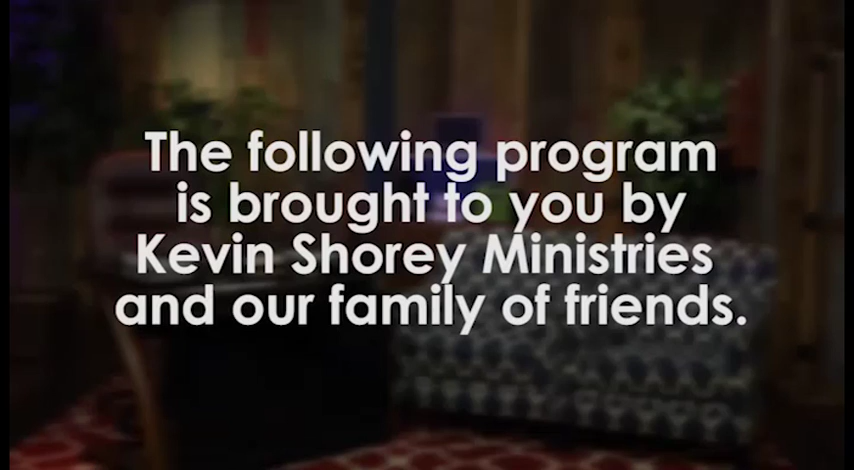 The following program
is brought to you by
Kevin Shorey Ministries
and our family of friends.